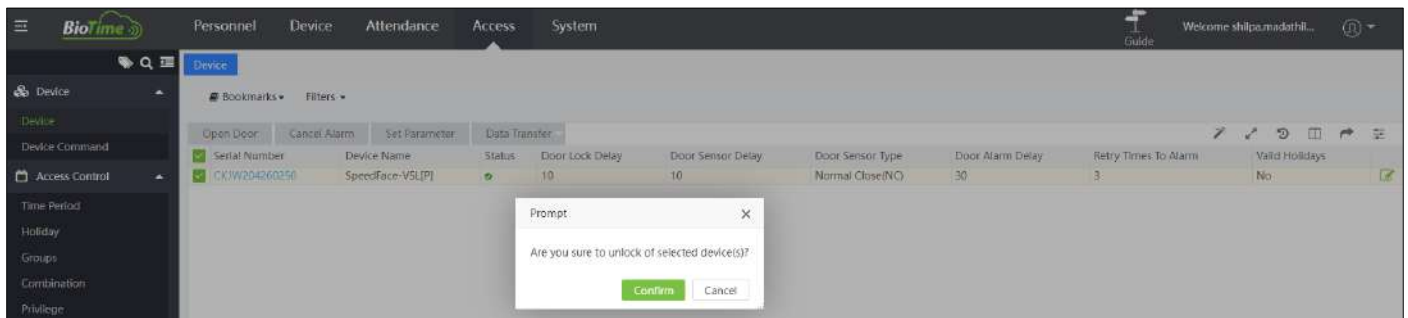 BioTime
Personnel Device Attendance Access System
Guide
Welcome shilpa.madathil...
Device
Device
Bookmarks Filters
Device
Device Command
Access Control
Time Period
Holiday
Groups
Combination
Privilege
Open Door Cancel Alarm Set Parameter Data Transfer
Serial Number Device Name Status Door Lock Delay Door Sensor Delay Door Sensor Type Door Alarm Delay Retry Times To Alarm Valid Holidays
CKJW204260250 SpeedFace-V5L[P] 10 10 Normal Close(NC) 30 3 No
Prompt
Are you sure to unlock of selected device(s)?
Confirm Cancel